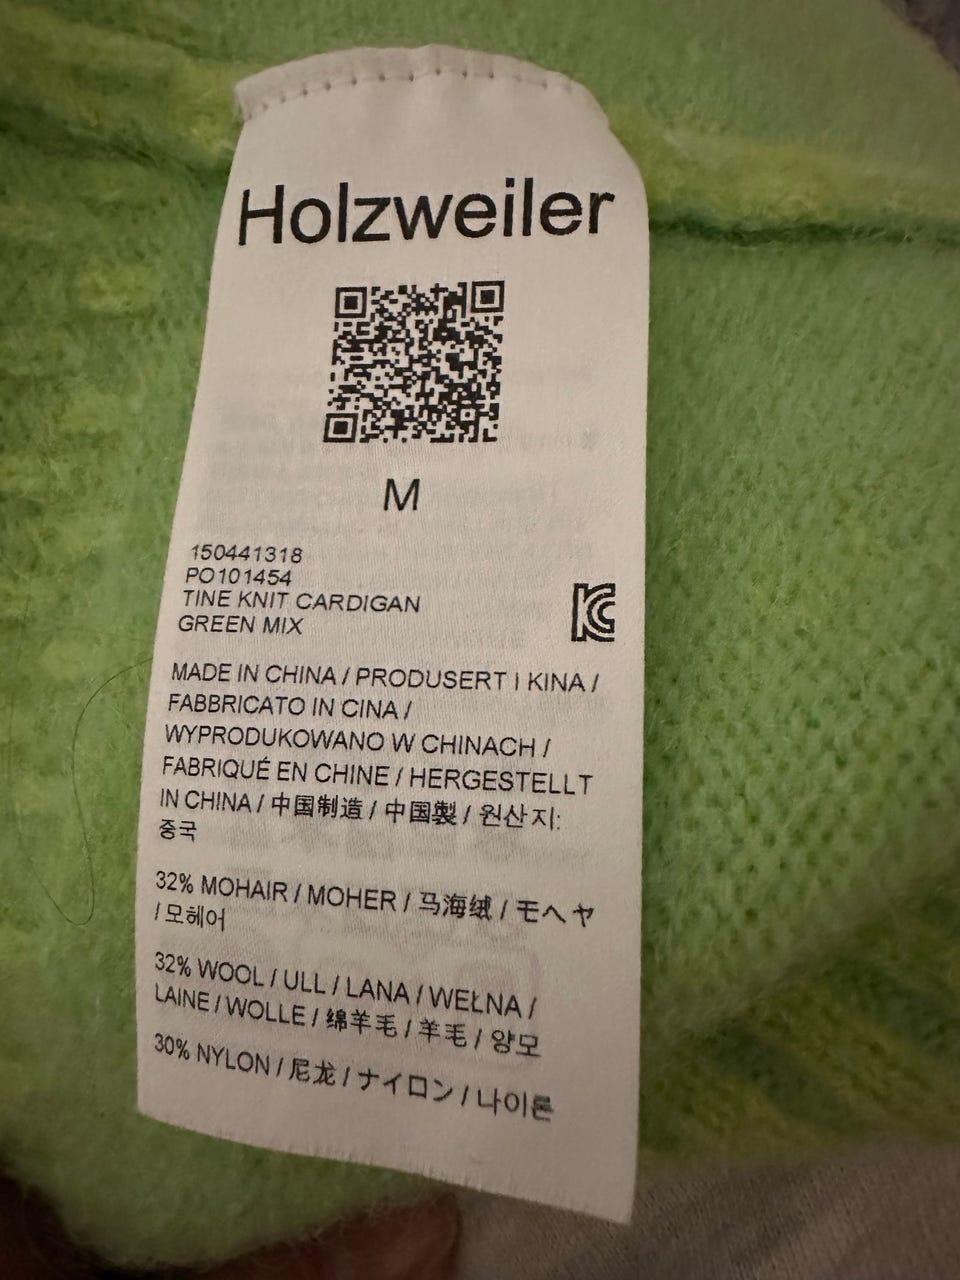 Holzweiler
M
150441318
PO101454
TINE KNIT CARDIGAN
GREEN MIX
MADE IN CHINA / PRODUSERT I KINA /
FABBRICATO IN CINA /
WYPRODUKOWANO W CHINACH /
FABRIQUÉ EN CHINE / HERGESTELLT
IN CHINA / 中国制造 / 中国製 / 원산지:
중국
32% MOHAIR / MOHER / 马海绒 / モヘヤ
/ 모헤어
32% WOOL / ULL / LANA / WEŁNA /
LAINE / WOLLE / 绵羊毛 / 羊毛 / 양모
30% NYLON / 尼龙 / ナイロン / 나이론